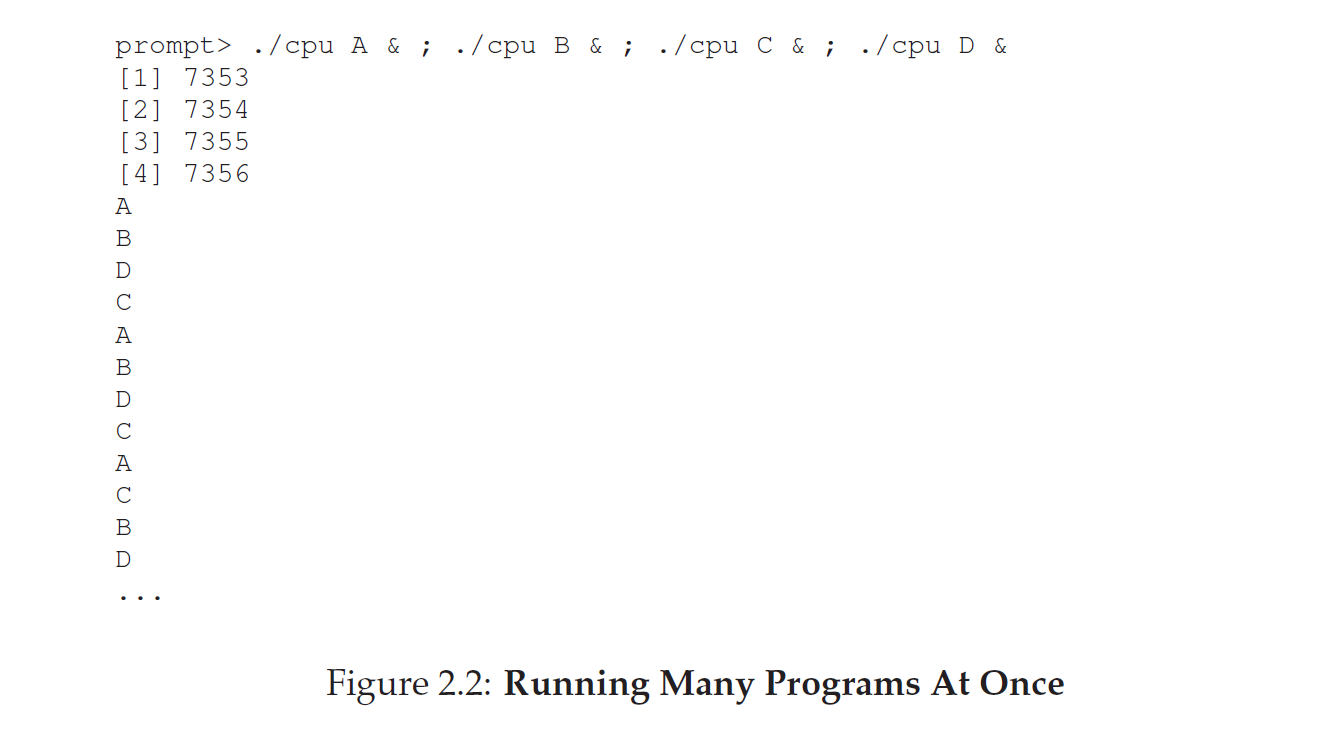 prompt> ./cpu A & ; ./cpu B & ; ./cpu C & ; ./cpu D &
[1] 7353
[2] 7354
[3] 7355
[4] 7356
A
B
D
C
A
B
D
C
A
C
B
D
...
Figure 2.2: Running Many Programs At Once